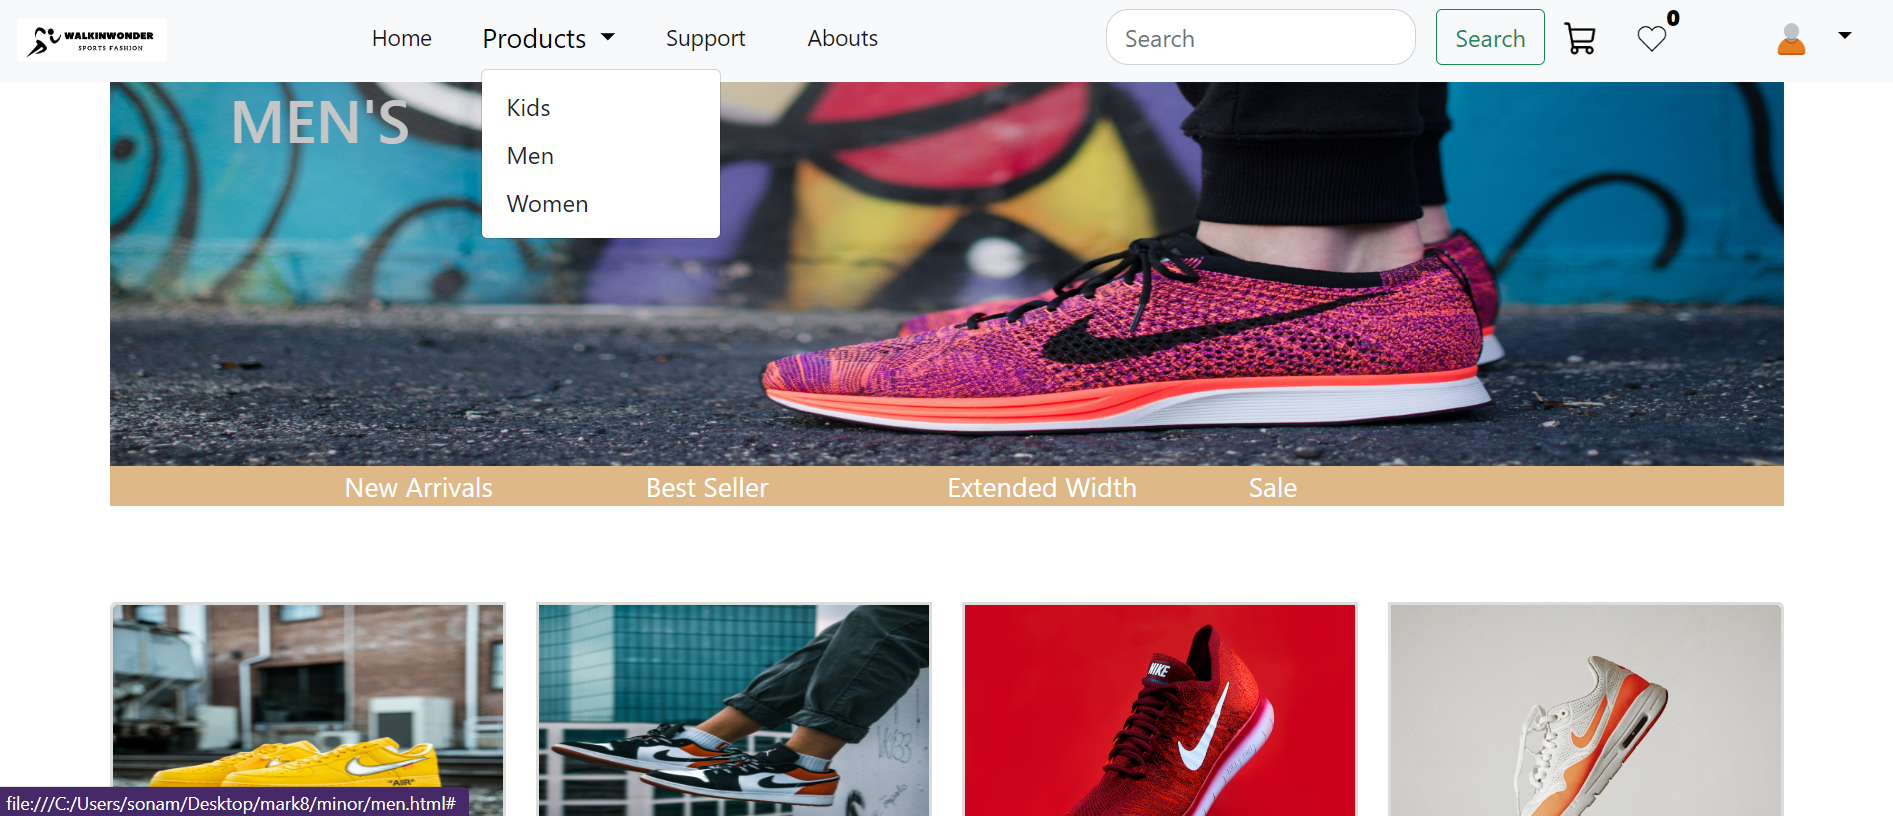 WALKINWONDER
SPORTS FASHION
Home
Products
Support
Abouts
Search
Search
0
Kids
Men
Women
MEN'S
New Arrivals
Best Seller
Extended Width
Sale
"AIR"
NIKE
file:///C:/Users/sonam/Desktop/mark8/minor/men.html#